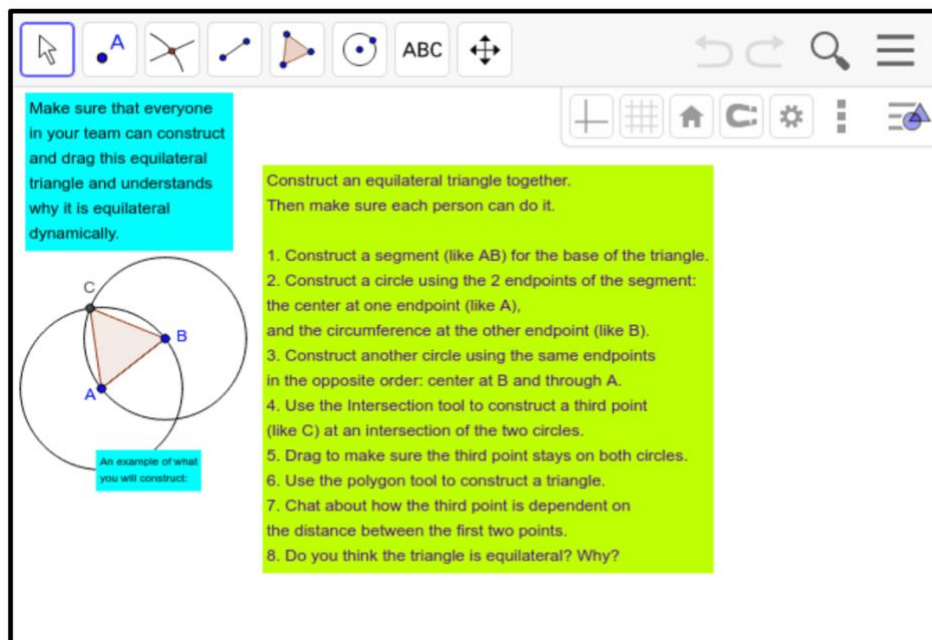 A
ABC
Make sure that everyone
in your team can construct
and drag this equilateral
triangle and understands
why it is equilateral
dynamically.
Construct an equilateral triangle together.
Then make sure each person can do it.
1. Construct a segment (like AB) for the base of the triangle.
2. Construct a circle using the 2 endpoints of the segment:
the center at one endpoint (like A),
and the circumference at the other endpoint (like B).
3. Construct another circle using the same endpoints
in the opposite order: center at B and through A.
4. Use the Intersection tool to construct a third point
(like C) at an intersection of the two circles.
5. Drag to make sure the third point stays on both circles.
6. Use the polygon tool to construct a triangle.
7. Chat about how the third point is dependent on
the distance between the first two points.
8. Do you think the triangle is equilateral? Why?
C
B
A
An example of what
you will construct: